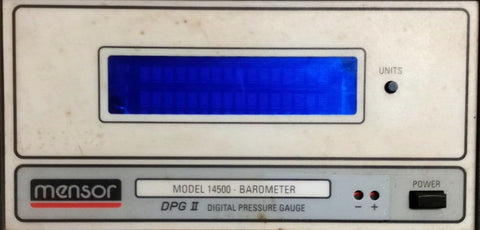 UNITS
mensor
MODEL 14500 - BAROMETER
DPG II DIGITAL PRESSURE GAUGE
- +
POWER